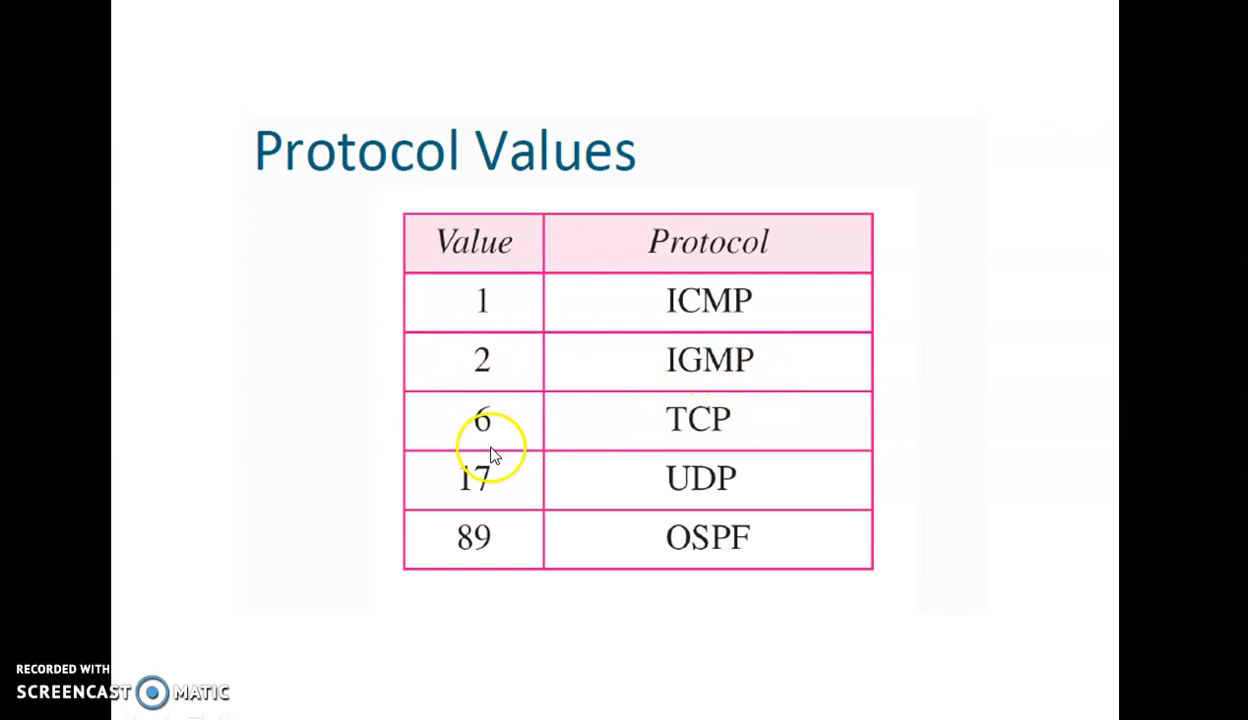 Protocol Values
Value Protocol
1 ICMP
2 IGMP
6 TCP
17 UDP
89 OSPF
RECORDED WITH
SCREENCAST MATIC